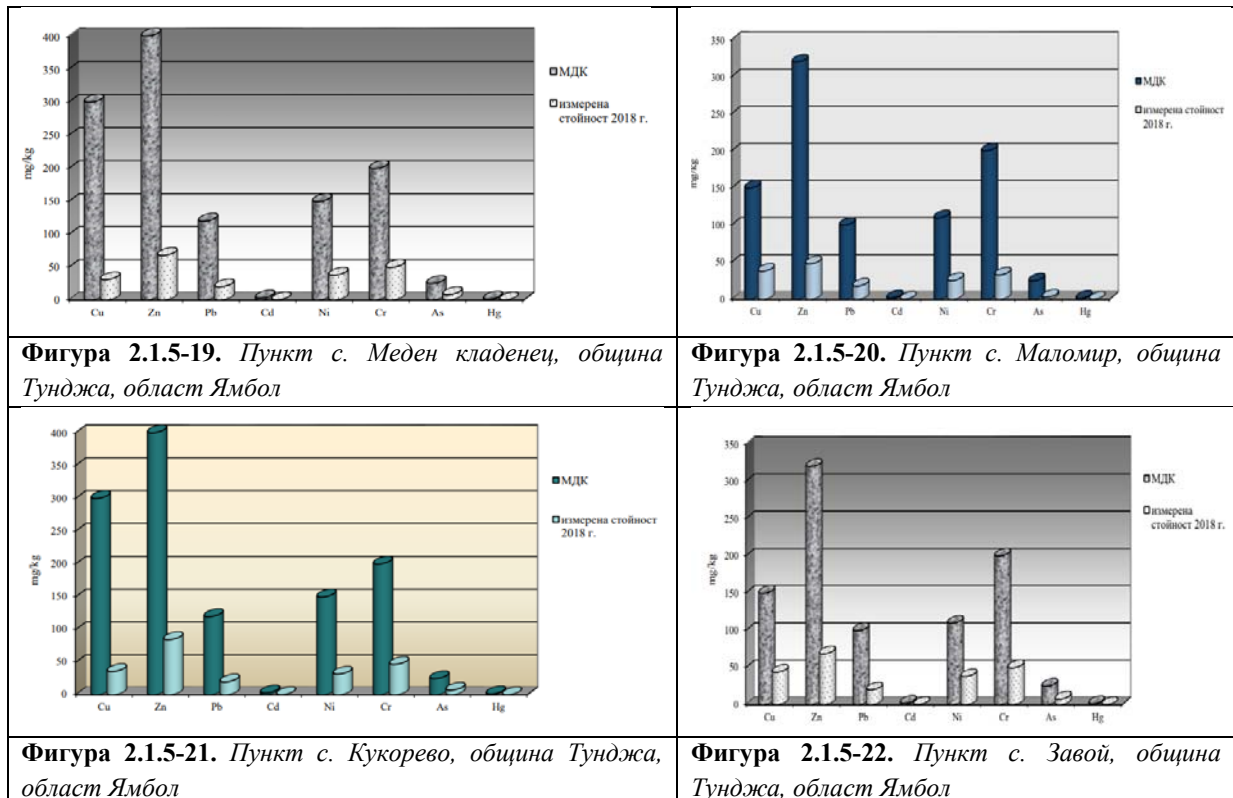 400
350
300
250
200
150
100
50
0
mg/kg
Cu Zn Pb Cd Ni Cr As Hg
МДК
измерена
стойност 2018 г.
Фигура 2.1.5-19. Пункт с. Меден кладенец, община
Тунджа, област Ямбол
350
300
250
200
150
100
50
0
mg/kg
Cu Zn Pb Cd Ni Cr As Hg
МДК
измерена стойност
2018 г.
Фигура 2.1.5-20. Пункт с. Маломир, община
Тунджа, област Ямбол
400
350
300
250
200
150
100
50
0
mg/kg
Cu Zn Pb Cd Ni Cr As Hg
МДК
измерена стойност
2018 г.
Фигура 2.1.5-21. Пункт с. Кукорево, община Тунджа,
област Ямбол
350
300
250
200
150
100
50
0
mg/kg
Cu Zn Pb Cd Ni Cr As Hg
МДК
измерена
стойност 2018 г.
Фигура 2.1.5-22. Пункт с. Завой, община
Тунджа, област Ямбол